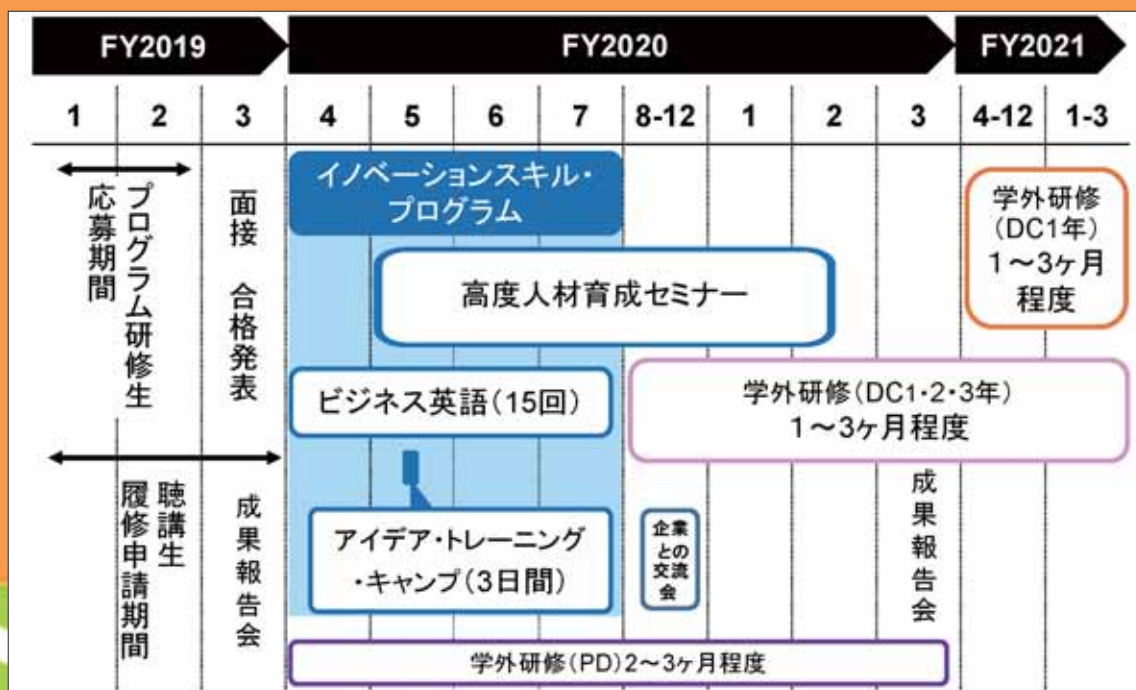 FY2019
FY2020
FY2021
1
2
3
4
5
6
7
8-12
1
2
3
4-12
1-3
プログラム研修生
応募期間
面接 合格発表
イノベーションスキル・
プログラム
高度人材育成セミナー
学外研修
(DC1年)
1～3ヶ月
程度
ビジネス英語(15回)
学外研修(DC1・2・3年)
1～3ヶ月程度
聴講生
履修申請期間
成果報告会
アイデア・トレーニング
・キャンプ(3日間)
企業
との
交流
会
成果報告会
学外研修(PD)2～3ヶ月程度